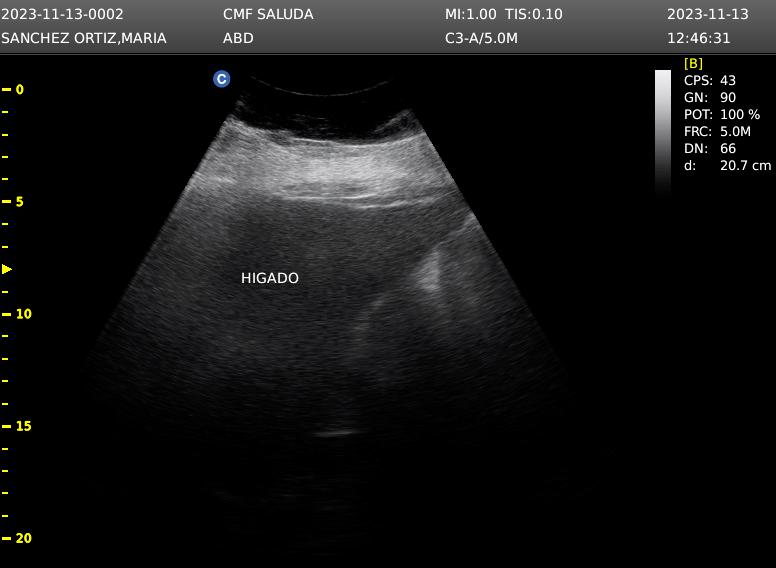 2023-11-13-0002 CMF SALUDA MI:1.00 TIS:0.10 2023-11-13
SANCHEZ ORTIZ,MARIA ABD C3-A/5.0M 12:46:31
C
[B]
CPS: 43
GN: 90
POT: 100 %
FRC: 5.0M
DN: 66
d: 20.7 cm
0
5
HIGADO
10
15
20